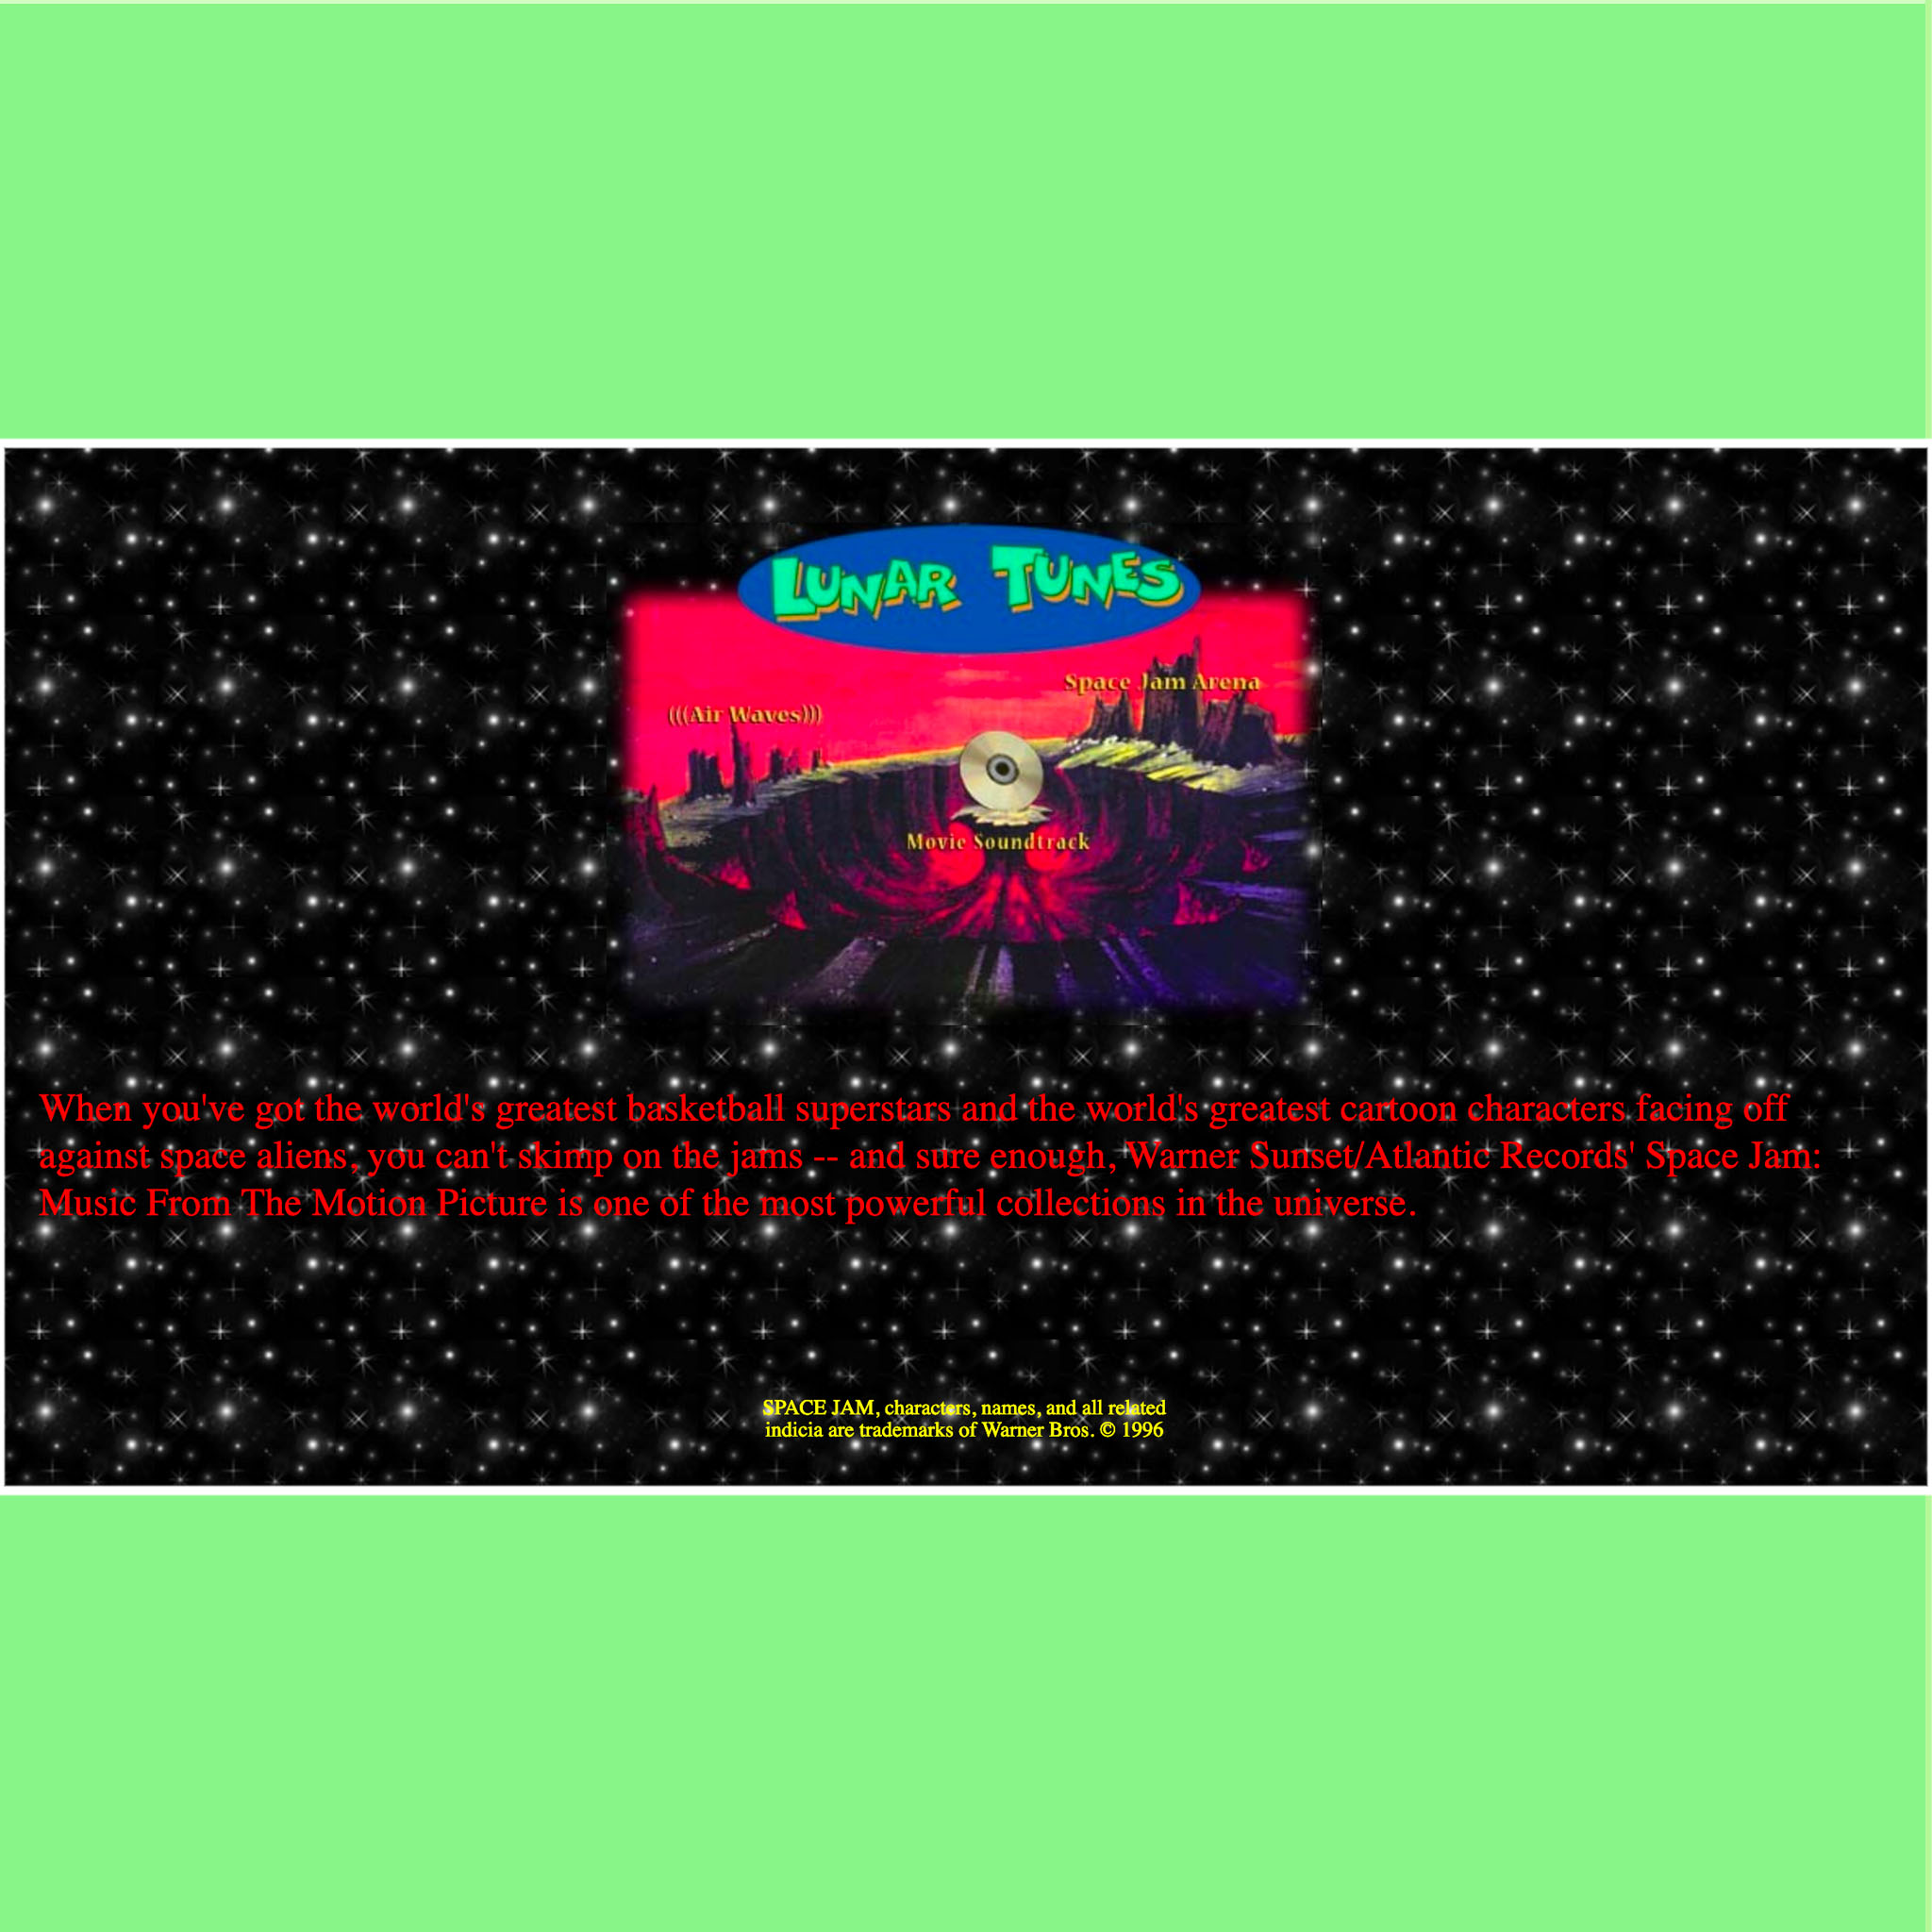 LUNAR TUNES
Space Jam Arena
(((Air Waves)))
Movie Soundtrack
When you've got the world's greatest basketball superstars and the world's greatest cartoon characters facing off
against space aliens, you can't skimp on the jams -- and sure enough, Warner Sunset/Atlantic Records' Space Jam:
Music From The Motion Picture is one of the most powerful collections in the universe.
SPACE JAM, characters, names, and all related
indicia are trademarks of Warner Bros. © 1996